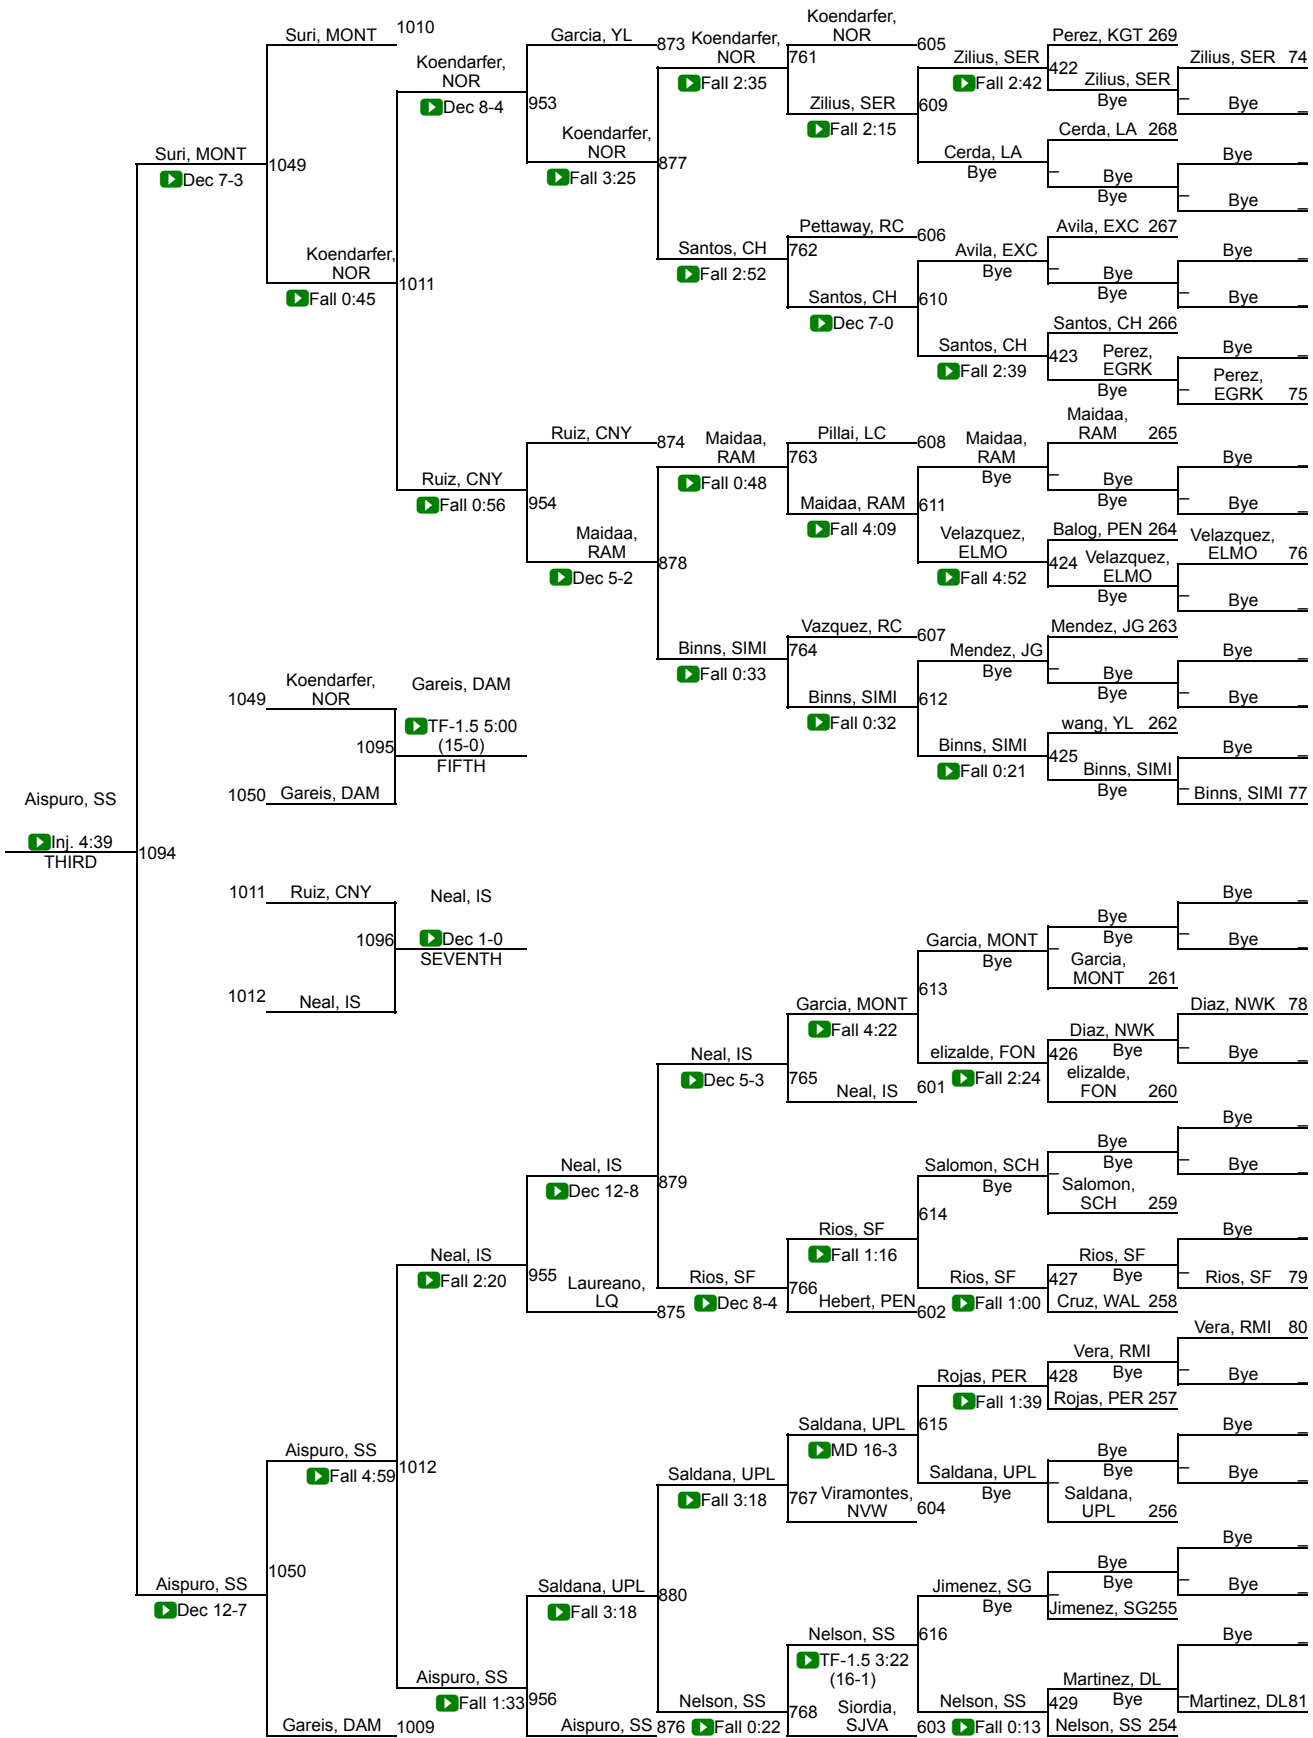 Koendarfer,
Suri, MONT 1010
Garcia, YL 873
Koendarfer,
NOR
NOR 605
Perez, KGT 269
Koendarfer,
NOR
Fall 2:35
761
Zilius, SER
Fall 2:42
422
Zilius, SER
Bye
Zilius, SER 74
Bye _
Dec 8-4
953
Zilius, SER
Fall 2:15
609
Koendarfer,
NOR
Fall 3:25
877
Cerda, LA 268
Cerda, LA
Bye
Bye
Bye
Bye _
Bye _
Suri, MONT
Dec 7-3
1049
Pettaway, RC 606
Avila, EXC 267
Santos, CH
Fall 2:52
762
Avila, EXC
Bye
Bye
Bye
Bye _
Bye _
Koendarfer,
NOR
Fall 0:45
1011
Santos, CH
Dec 7-0
610
Santos, CH 266
Santos, CH
Fall 2:39
423
Perez,
EGRK
Bye
Bye _
Perez,
EGRK 75
Ruiz, CNY 874
Maidaa,
RAM
Fall 0:48
Pillai, LC 608
763
Maidaa,
RAM
Bye
Maidaa,
RAM 265
Bye
Bye
Bye _
Bye _
Ruiz, CNY
Fall 0:56
954
Maidaa, RAM
Fall 4:09
611
Maidaa,
RAM
Dec 5-2
878
Velazquez,
ELMO
Fall 4:52
Balog, PEN 264
424
Velazquez,
ELMO
Bye
Velazquez,
ELMO 76
Bye _
Vazquez, RC 607
Binns, SIMI
Fall 0:33
764
Mendez, JG 263
Mendez, JG
Bye
Bye
Bye
Bye _
Bye _
Koendarfer,
1049 NOR
Gareis, DAM
TF-1.5 5:00
(15-0)
FIFTH
1095
1050 Gareis, DAM
Binns, SIMI
Fall 0:32
612
wang, YL 262
Binns, SIMI
Fall 0:21
425
Binns, SIMI
Bye
Bye _
Binns, SIMI 77
Aispuro, SS
Inj. 4:39
THIRD
1094
1011 Ruiz, CNY
Neal, IS
1096
Dec 1-0
SEVENTH
1012 Neal, IS
Bye _
Bye
Bye
Bye _
Garcia, MONT
Bye
Garcia,
MONT 261
613
Garcia, MONT
Fall 4:22
Diaz, NWK 78
Diaz, NWK
Bye
Bye _
Neal, IS
Dec 5-3
765
elizalde, FON
Fall 2:24
426
elizalde,
FON 260
Neal, IS 601
Bye _
Bye
Bye
Bye _
Neal, IS
Dec 12-8
879
Salomon, SCH
Bye
Salomon,
SCH 259
614
Rios, SF
Fall 1:16
Bye _
Neal, IS
Fall 2:20
955
Laureano,
LQ
875
Rios, SF
Dec 8-4
766
Hebert, PEN 602
Rios, SF
Fall 1:00
427
Rios, SF
Bye
Cruz, WAL 258
Rios, SF 79
Vera, RMI 80
Vera, RMI
Bye
Bye _
Rojas, PER
Fall 1:39
428
Rojas, PER 257
Saldana, UPL
MD 16-3
615
Bye _
Bye
Bye
Bye _
Aispuro, SS
Fall 4:59
1012
Saldana, UPL
Fall 3:18
767
Viramontes,
NVW 604
Saldana, UPL
Bye
Saldana,
UPL 256
Bye _
Bye
Bye
Bye _
1050
Aispuro, SS
Dec 12-7
Saldana, UPL
Fall 3:18
880
Jimenez, SG
Bye
Jimenez, SG255
616
Nelson, SS
TF-1.5 3:22
(16-1)
Bye _
Aispuro, SS
Fall 1:33
956
Martinez, DL
Bye
Martinez, DL81
Gareis, DAM 1009
Aispuro, SS 876
Nelson, SS
Fall 0:22
768
Siordia,
SJVA
603
Nelson, SS
Fall 0:13
429
Nelson, SS 254